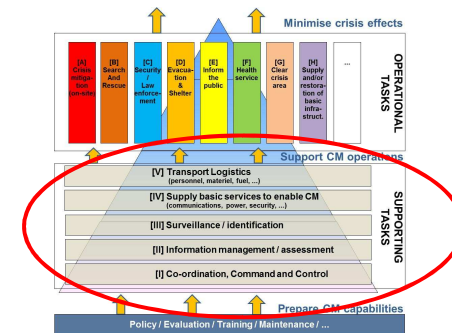 Minimise crisis effects
[A]
Crisis
mitiga-
tion
(on-site)
[B]
Search
And
Rescue
[C]
Security /
Law
enforce-
ment
[D]
Evacua-
tion
& Shelter
[E]
Inform
the
public
[F]
Health
service
[G]
Clear
crisis
area
[H]
Supply
and/or
restora-
tion of
basic
infra-
struct.
...
OPERATIONAL
TASKS
Support CM operations
[V] Transport Logistics
(personnel, materiel, fuel, ...)
[IV] Supply basic services to enable CM
(communications, power, security, ...)
[III] Surveillance / identification
[II] Information management / assessment
[I] Co-ordination, Command and Control
SUPPORTING
TASKS
Prepare CM capabilities
Policy / Evaluation / Training / Maintenance / ...